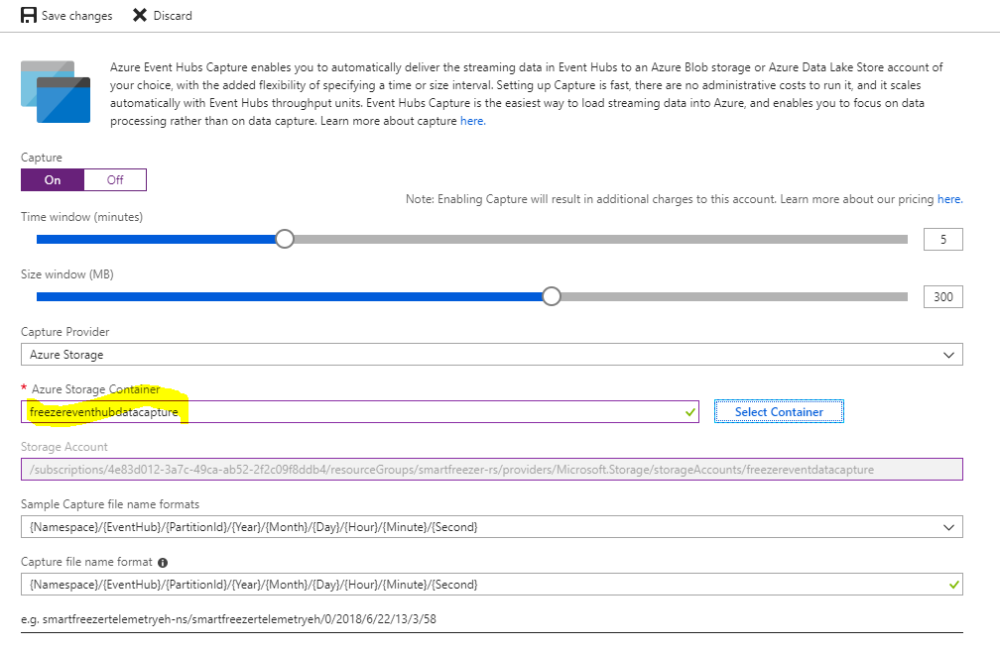 Save changes Discard
Azure Event Hubs Capture enables you to automatically deliver the streaming data in Event Hubs to an Azure Blob storage or Azure Data Lake Store account of
your choice, with the added flexibility of specifying a time or size interval. Setting up Capture is fast, there are no administrative costs to run it, and it scales
automatically with Event Hubs throughput units. Event Hubs Capture is the easiest way to load streaming data into Azure, and enables you to focus on data
processing rather than on data capture. Learn more about capture here.
Capture
On Off
Note: Enabling Capture will result in additional charges to this account. Learn more about our pricing here.
Time window (minutes)
5
Size window (MB)
300
Capture Provider
Azure Storage
* Azure Storage Container
freezereventhubdatacapture Select Container
Storage Account
/subscriptions/4e83d012-3a7c-49ca-ab52-2f2c09f8ddb4/resourceGroups/smartfreezer-rs/providers/Microsoft.Storage/storageAccounts/freezereventdatacapture
Sample Capture file name formats
{Namespace}/{EventHub}/{PartitionId}/{Year}/{Month}/{Day}/{Hour}/{Minute}/{Second}
Capture file name format
{Namespace}/{EventHub}/{PartitionId}/{Year}/{Month}/{Day}/{Hour}/{Minute}/{Second}
e.g. smartfreezertelemetryeh-ns/smartfreezertelemetryeh/0/2018/6/22/13/3/58